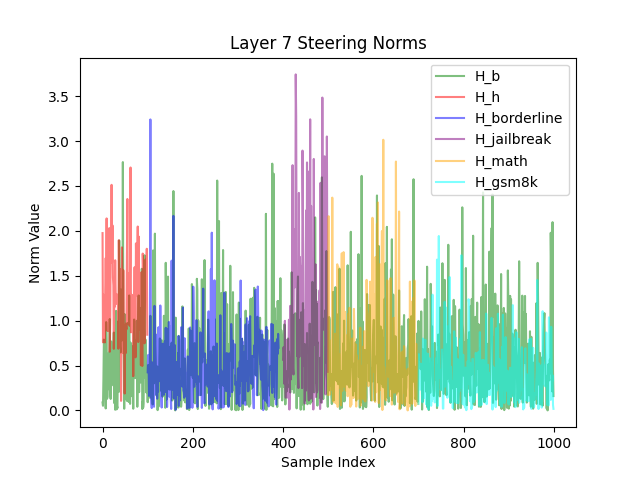 Layer 7 Steering Norms
Norm Value
3.5
3.0
2.5
2.0
1.5
1.0
0.5
0.0
0 200 400 600 800 1000
Sample Index
H_b
H_h
H_borderline
H_jailbreak
H_math
H_gsm8k